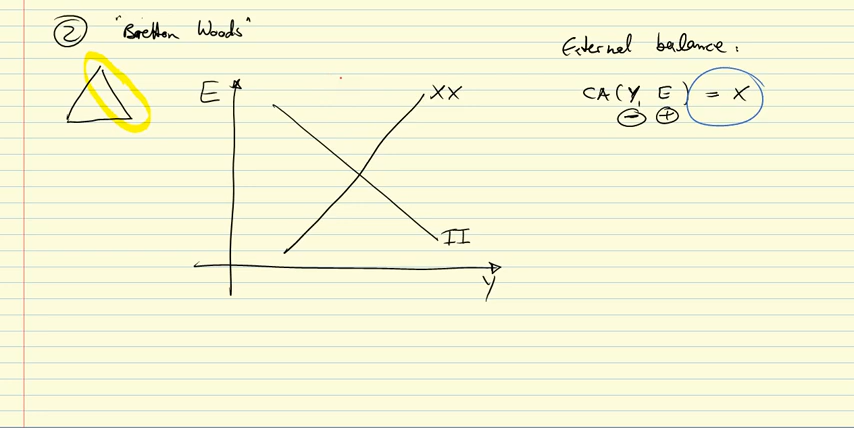 ② "Bretton Woods"
External balance:
CA(Y, E) = X
⊖ ⊕
E
XX
II
Y